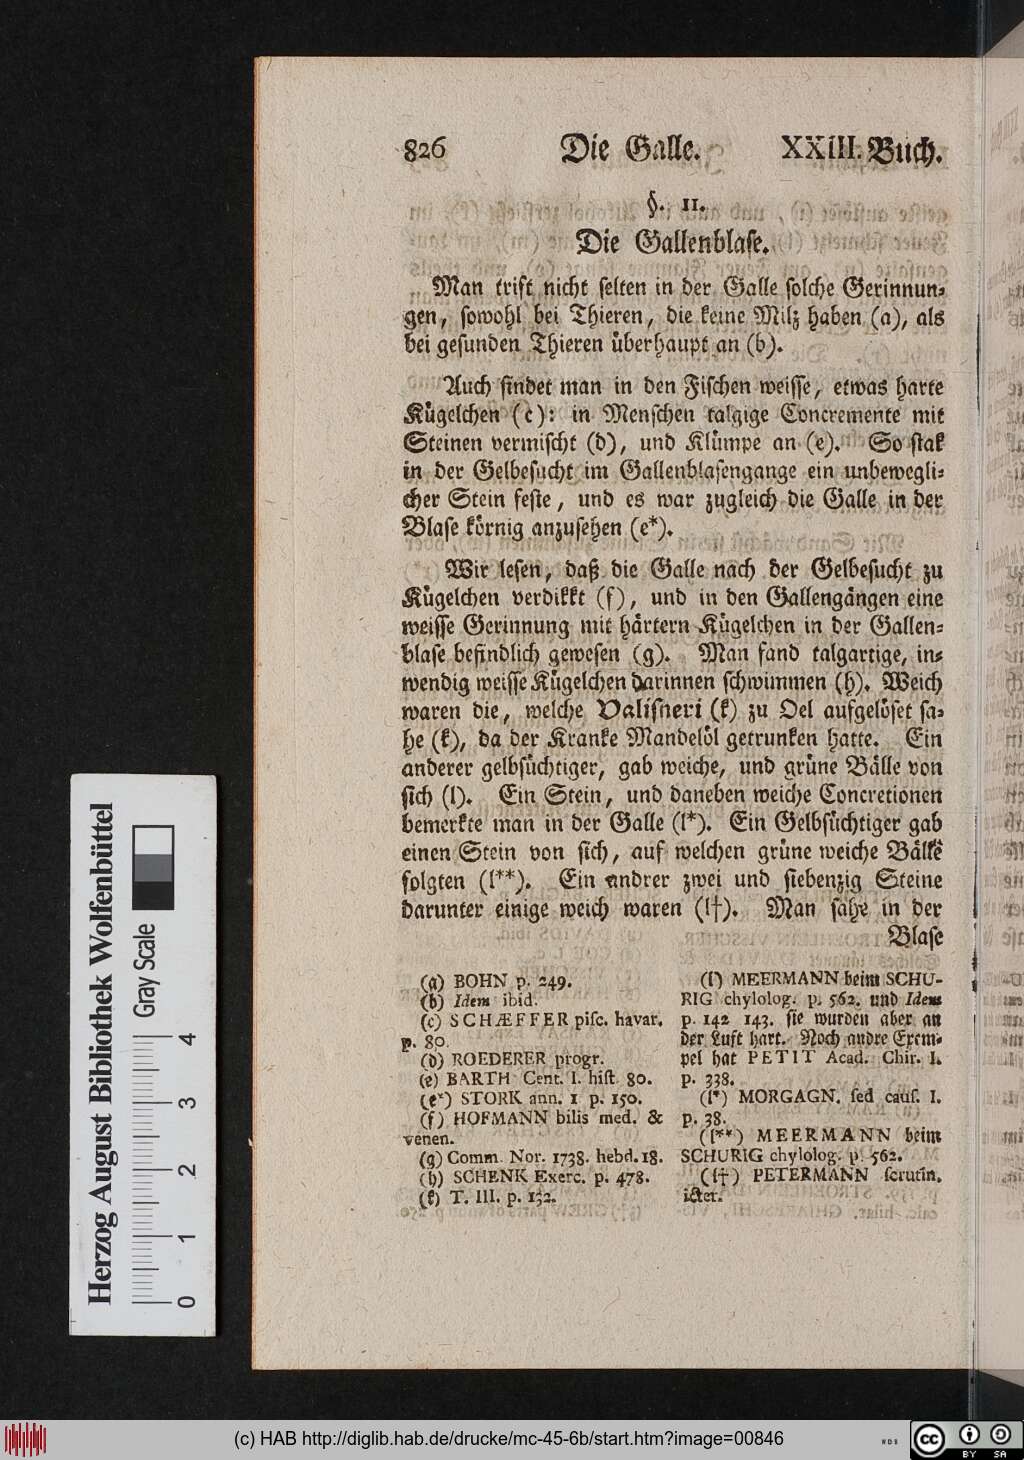 826 Die Galle. XXIII. Buch.
§. 11.
Die Gallenblase.
Man trift nicht selten in der Galle solche Gerinnun-
gen, sowohl bei Thieren, die keine Milz haben (a), als
bei gesunden Thieren überhaupt an (b).
Auch findet man in den Fischen weisse, etwas harte
Kügelchen (c): in Menschen talgige Concremente mit
Steinen vermischt (d), und Klümpe an (e). So stak
in der Gelbesucht im Gallenblasengange ein unbewegli-
cher Stein feste, und es war zugleich die Galle in der
Blase körnig anzusehen (e*).
Wir lesen, daß die Galle nach der Gelbesucht zu
Kügelchen verdikkt (f), und in den Gallengängen eine
weisse Gerinnung mit härtern Kügelchen in der Gallen-
blase befindlich gewesen (g). Man fand talgartige, in-
wendig weisse Kügelchen darinnen schwimmen (h). Weich
waren die, welche Valisneri (k) zu Oel aufgelöset sa-
he (k), da der Kranke Mandelöl getrunken hatte. Ein
anderer gelbsüchtiger, gab weiche, und grüne Bälle von
sich (l). Ein Stein, und daneben weiche Concretionen
bemerkte man in der Galle (l*). Ein Gelbsüchtiger gab
einen Stein von sich, auf welchen grüne weiche Bälke
folgten (l**). Ein andrer zwei und siebenzig Steine
darunter einige weich waren (l†). Man sahe in der
Blase
(a) BOHN p. 249.
(b) Idem ibid.
(c) SCHÆFFER pisc. havar.
p. 80.
(d) ROEDERER progr.
(e) BARTH Cent. I. hist. 80.
(e*) STORK ann. 1 p. 150.
(f) HOFMANN bilis med. &
venen.
(g) Comm. Nor. 1738. hebd. 18.
(h) SCHENK Exerc. p. 478.
(k) T. III. p. 132.
(l) MEERMANN beim SCHU-
RIG chylolog. p. 562. und Idem
p. 142 143. sie wurden aber an
der Luft hart. Noch andre Exem-
pel hat PETIT Acad. Chir. I.
p. 338.
(l*) MORGAGN. sed caus. I.
p. 38.
(l**) MEERMANN beim
SCHURIG chylolog. p. 562.
(l†) PETERMANN scrutin.
icter.
Herzog August Bibliothek Wolfenbüttel
Gray Scale
0 1 2 3 4
(c) HAB http://diglib.hab.de/drucke/mc-45-6b/start.htm?image=00846
cc BY SA